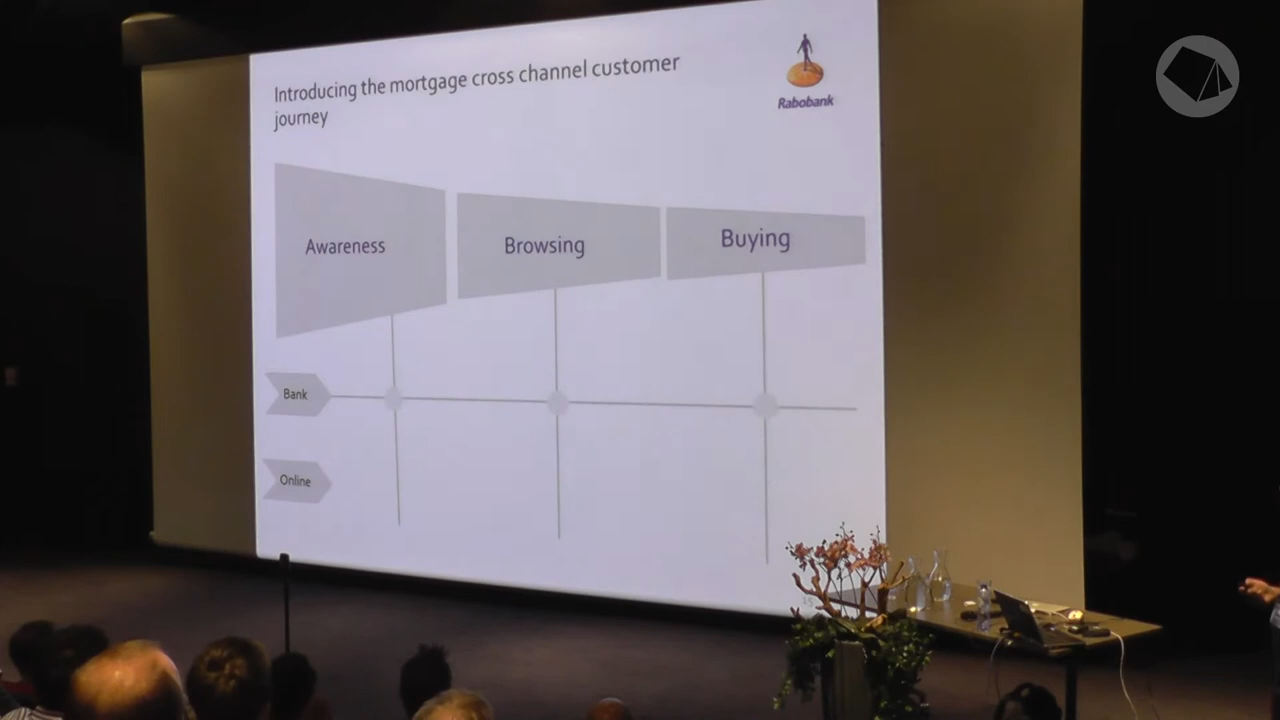 Introducing the mortgage cross channel customer
journey
Rabobank
Awareness
Browsing
Buying
Bank
Online